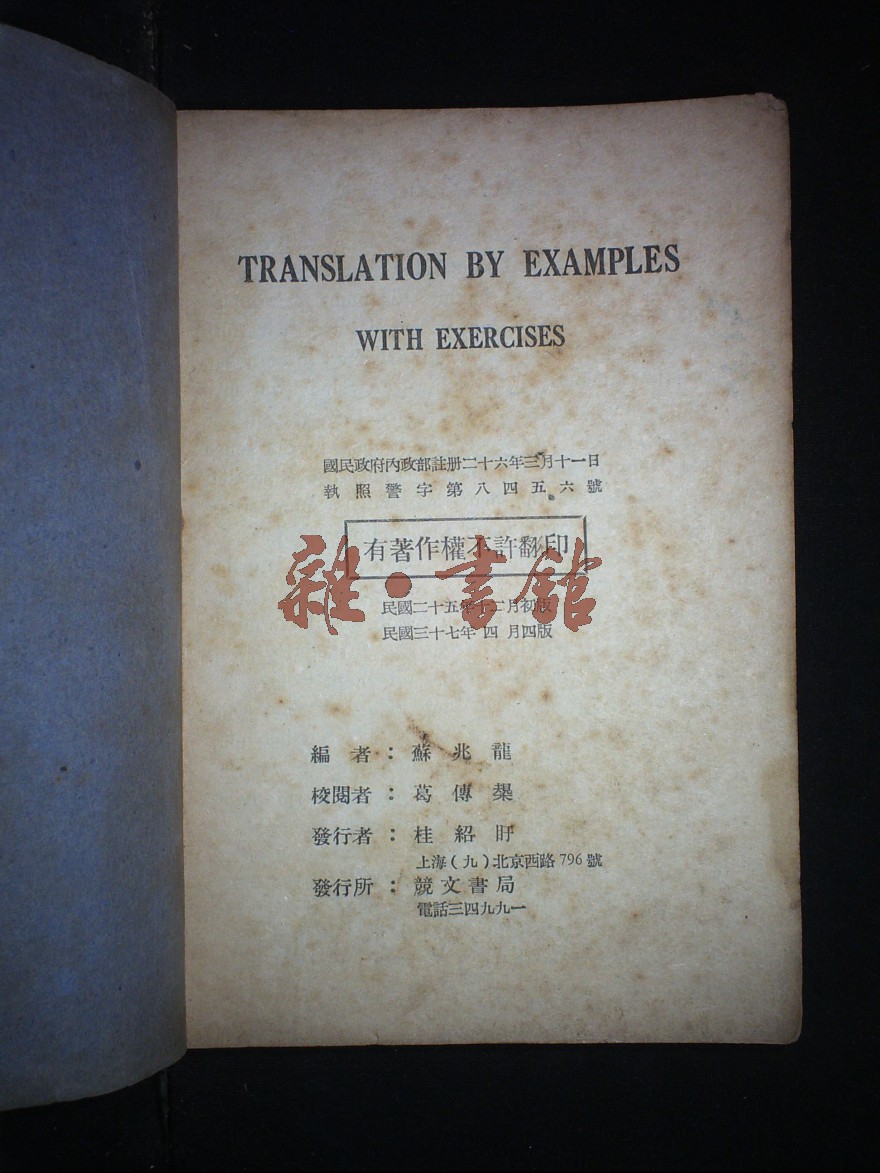 TRANSLATION BY EXAMPLES
WITH EXERCISES
國民政府內政部註册二十六年三月十一日
執照警字第八四五六號
有著作權不許翻印
雜·書館
民國二十五年十二月初版
民國三十七年 四 月四版
編 者：蘇 兆 龍
校閱者：葛 傳 槼
發行者：桂 紹 盱
上海（九）北京西路 796 號
發行所：競 文 書 局
電話三四九九一